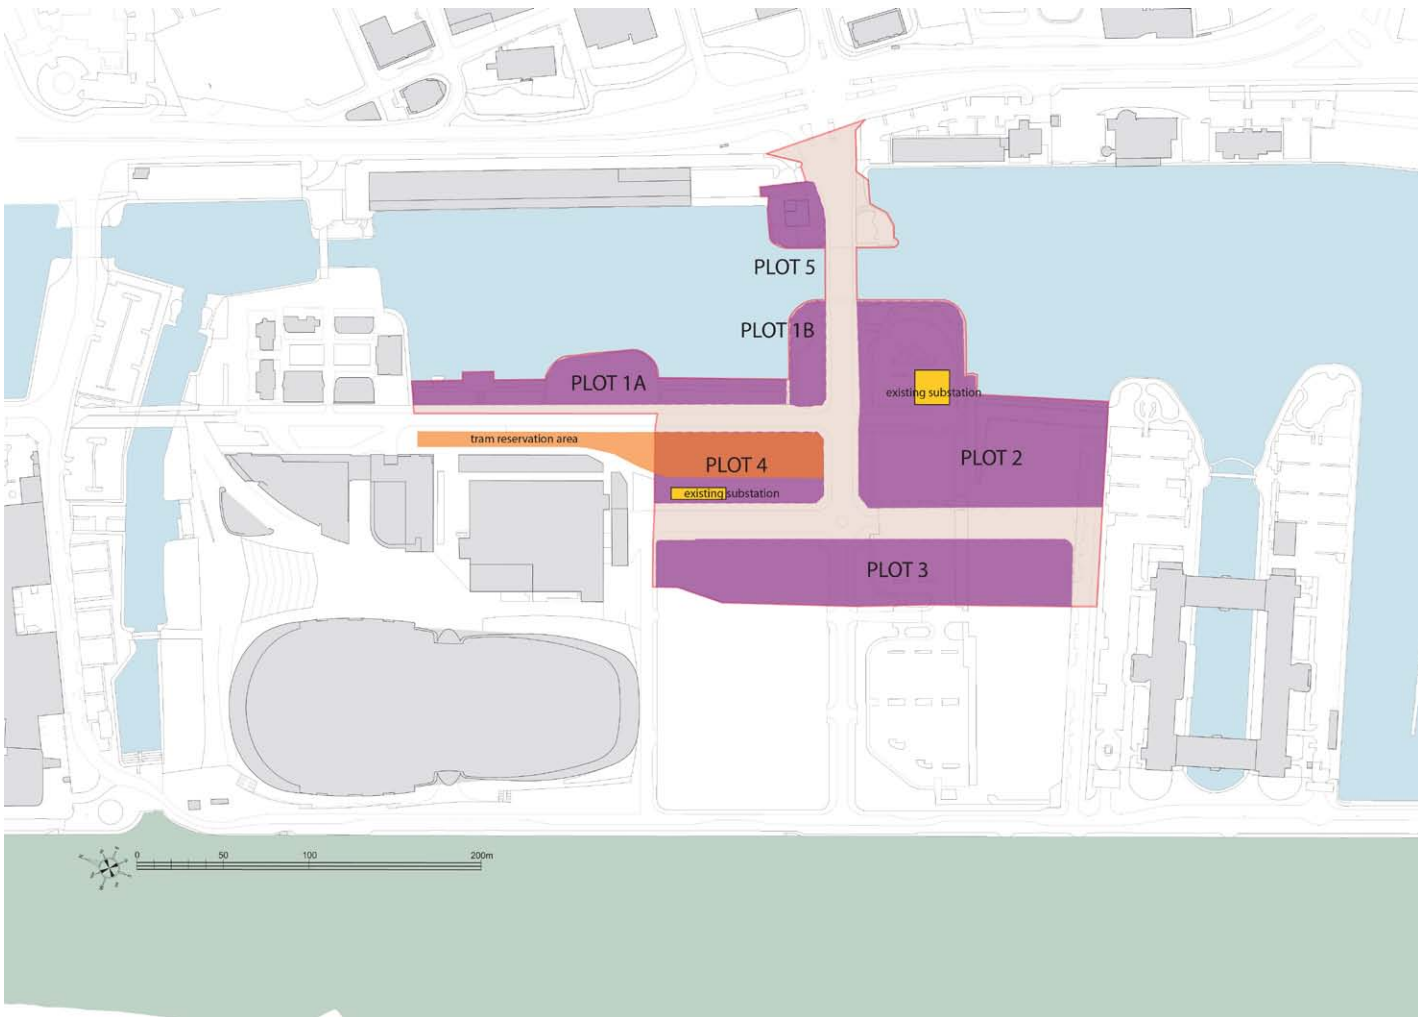 PLOT 5
PLOT 1B
PLOT 1A
existing substation
tram reservation area
PLOT 4
PLOT 2
existing substation
PLOT 3
0 50 100 200m